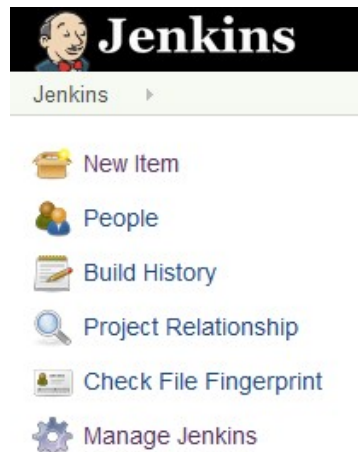 Jenkins
Jenkins
New Item
People
Build History
Project Relationship
Check File Fingerprint
Manage Jenkins